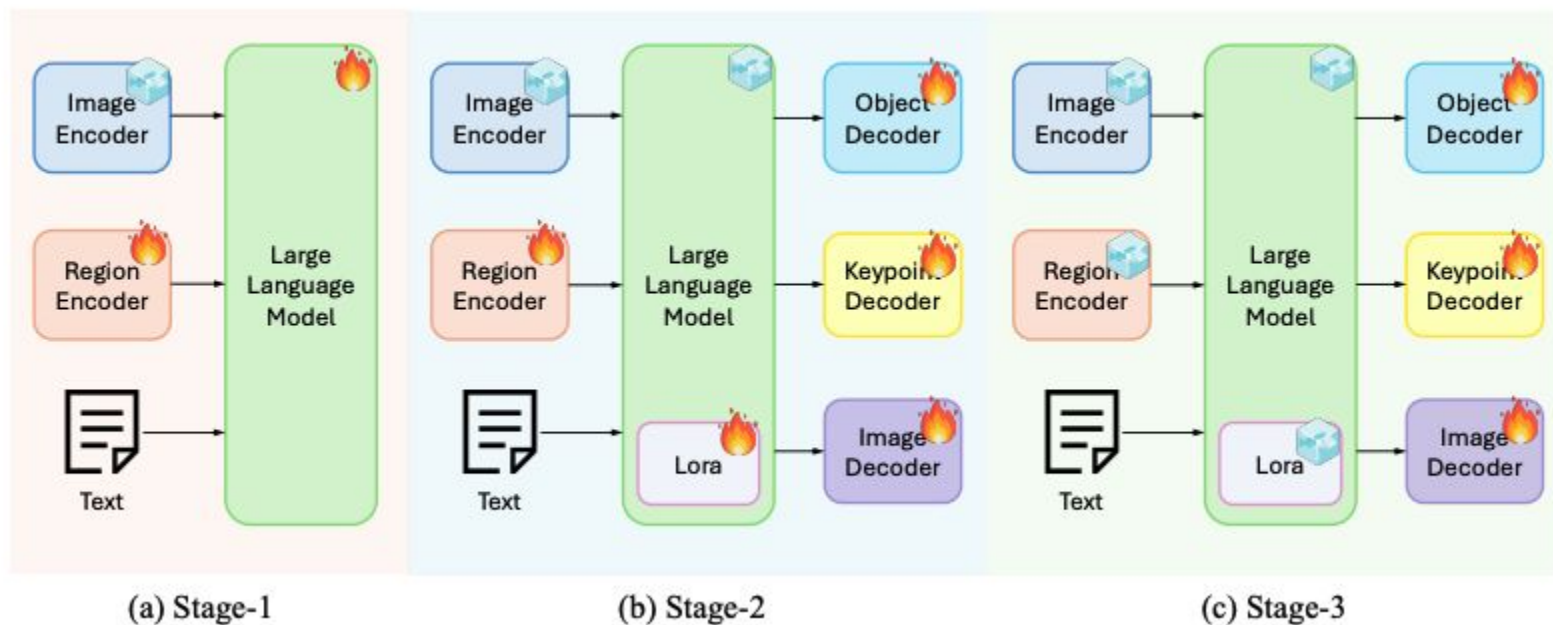 Image
Encoder
Region
Encoder
Text
Large
Language
Model
Image
Encoder
Region
Encoder
Text
Large
Language
Model
Lora
Object
Decoder
Keypoint
Decoder
Image
Decoder
Image
Encoder
Region
Encoder
Text
Large
Language
Model
Lora
Object
Decoder
Keypoint
Decoder
Image
Decoder
(a) Stage-1
(b) Stage-2
(c) Stage-3